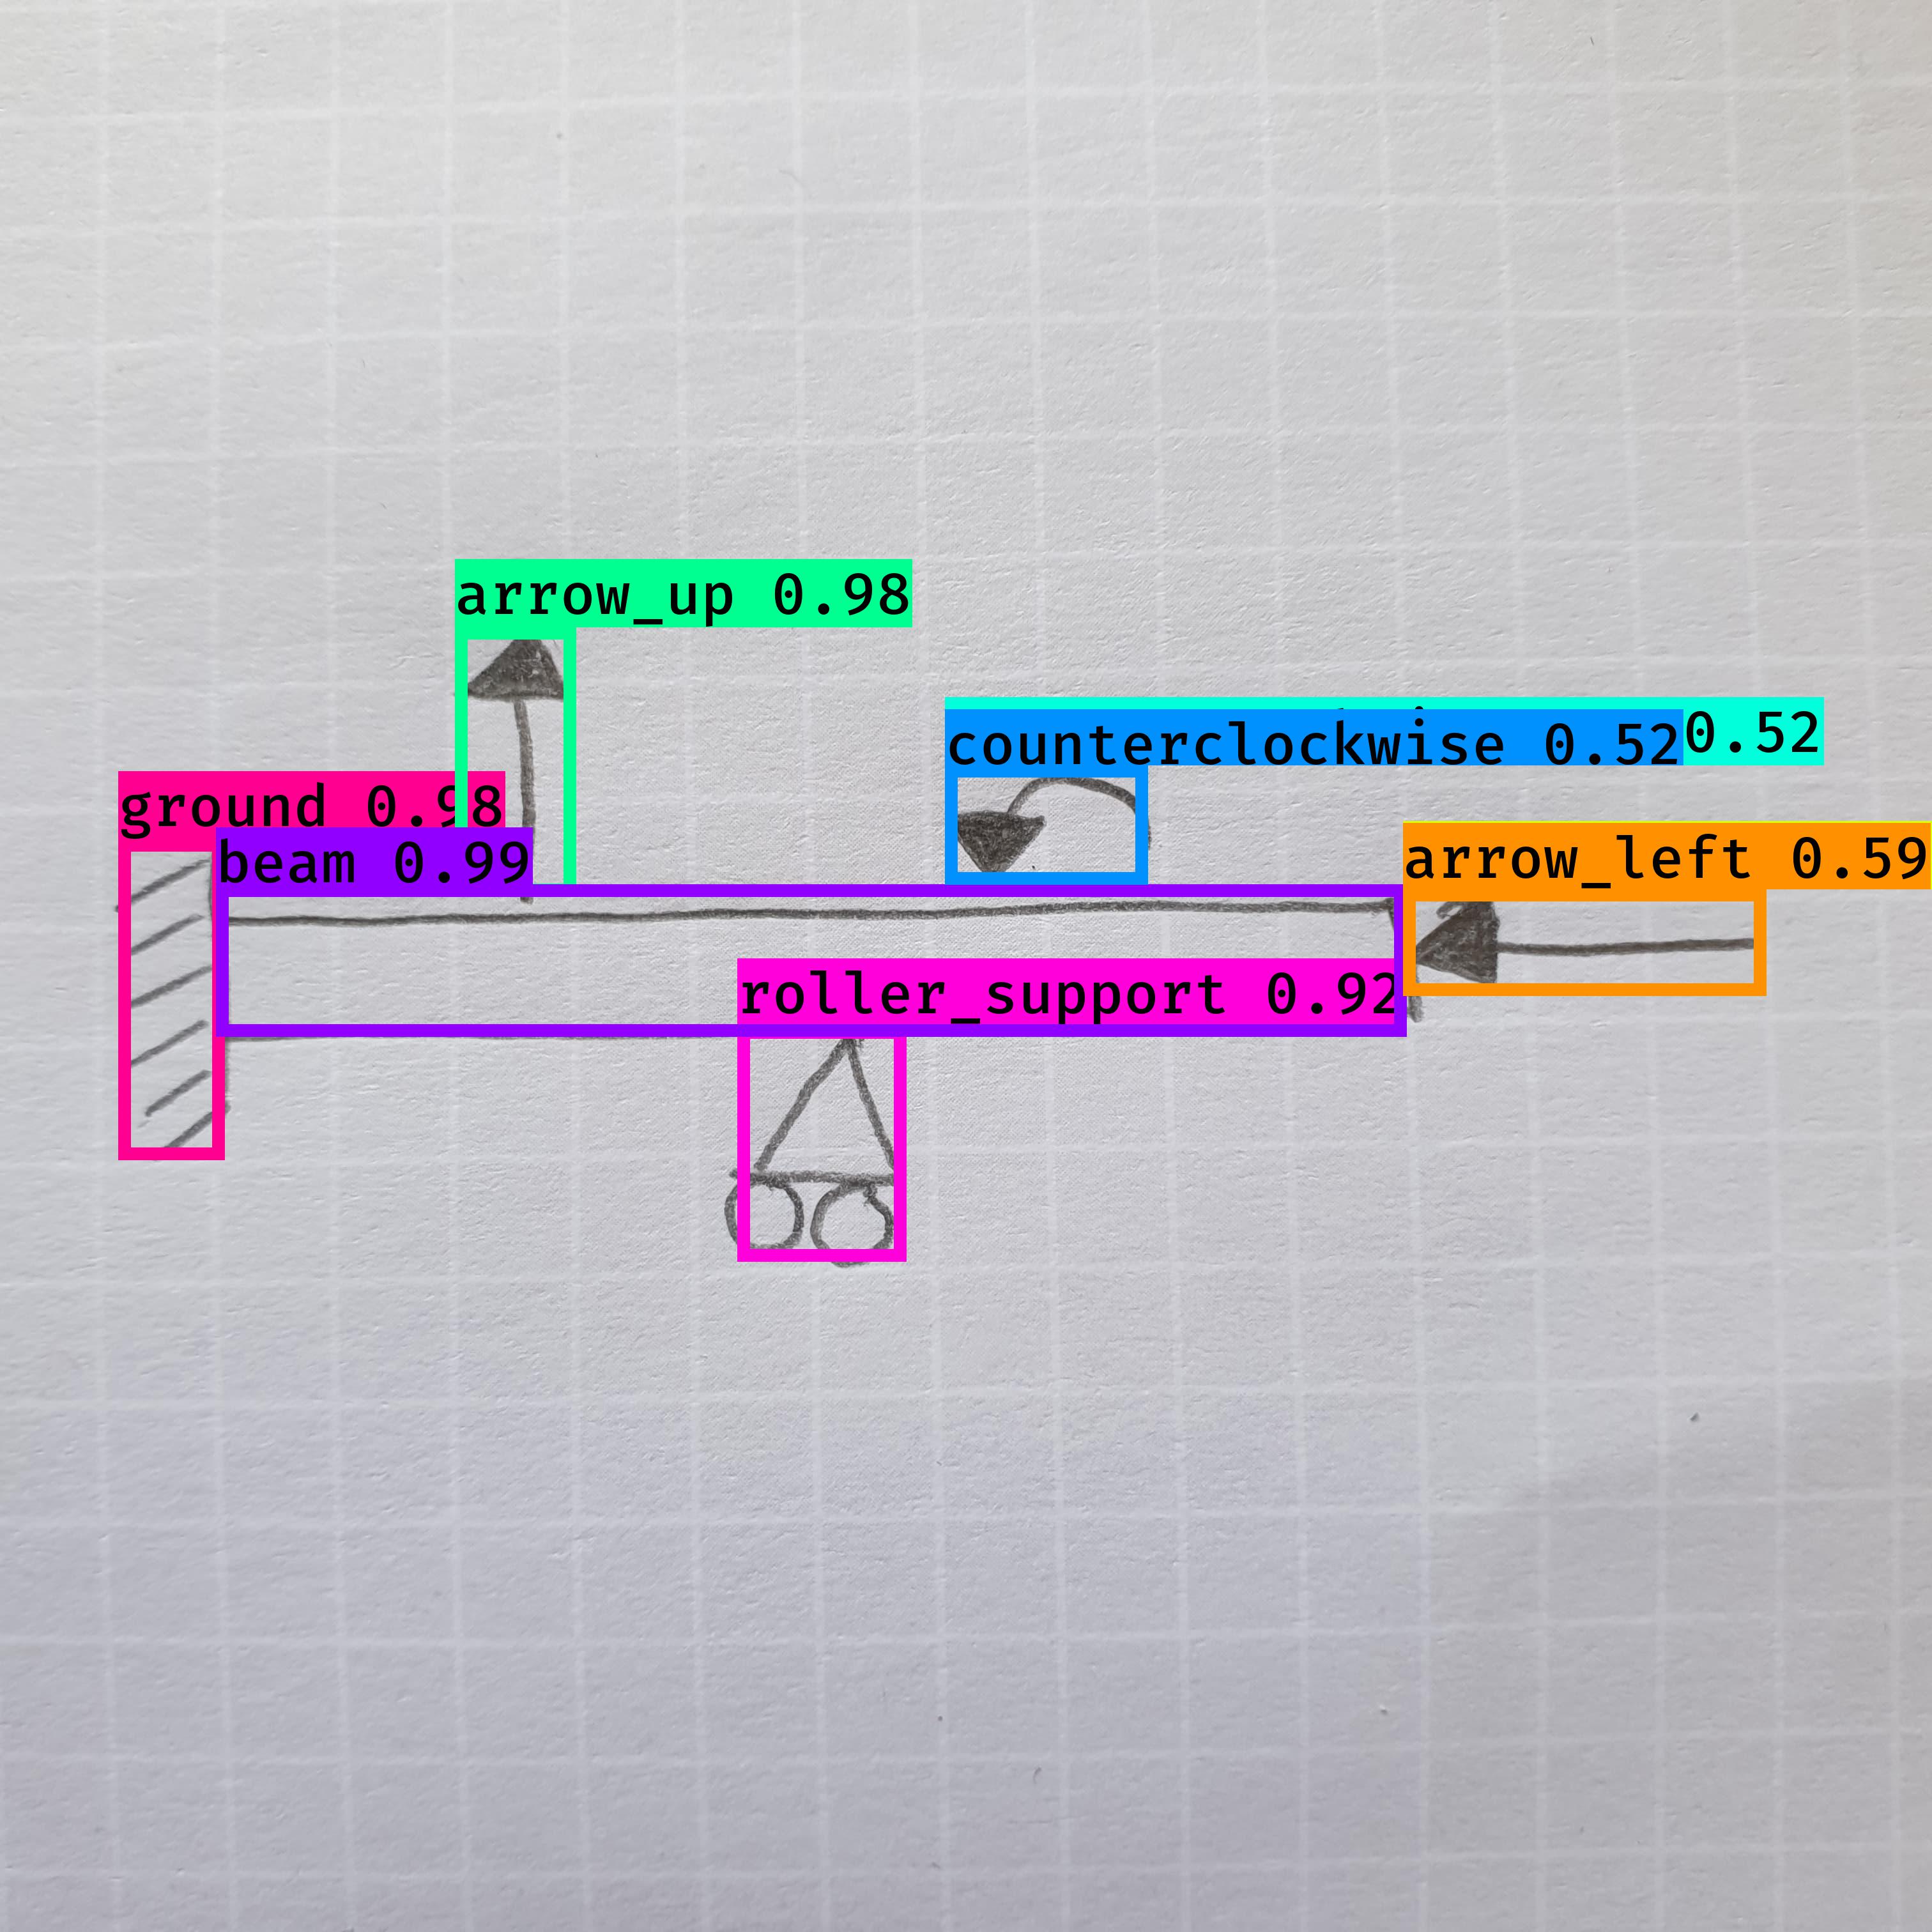 arrow_up 0.98
counterclockwise 0.52
0.52
ground 0.98
beam 0.99
arrow_left 0.59
roller_support 0.92